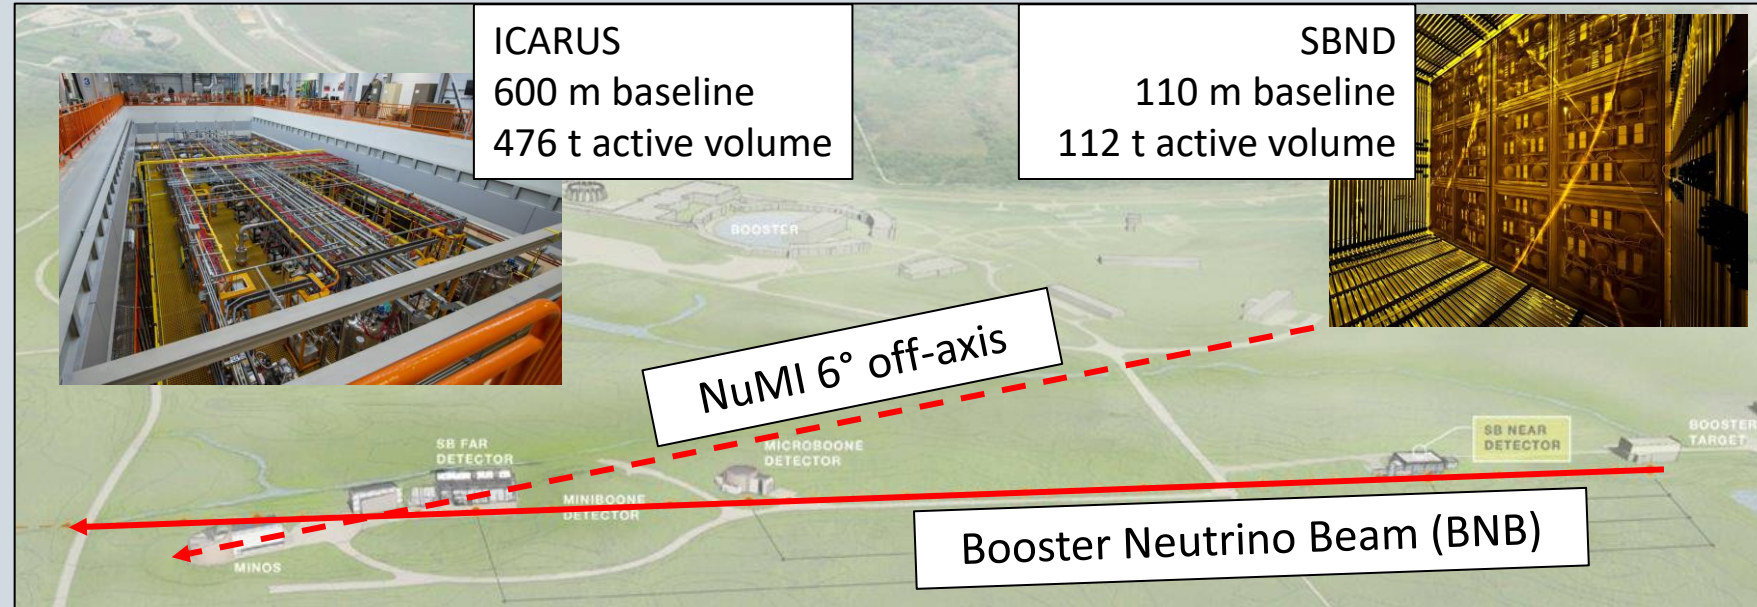 ICARUS
600 m baseline
476 t active volume
SBND
110 m baseline
112 t active volume
3
BOOSTER
NuMI 6° off-axis
SB FAR
DETECTOR
MICROBOONE
DETECTOR
MINIBOONE
DETECTOR
SB NEAR
DETECTOR
BOOSTER
TARGET
MINOS
Booster Neutrino Beam (BNB)